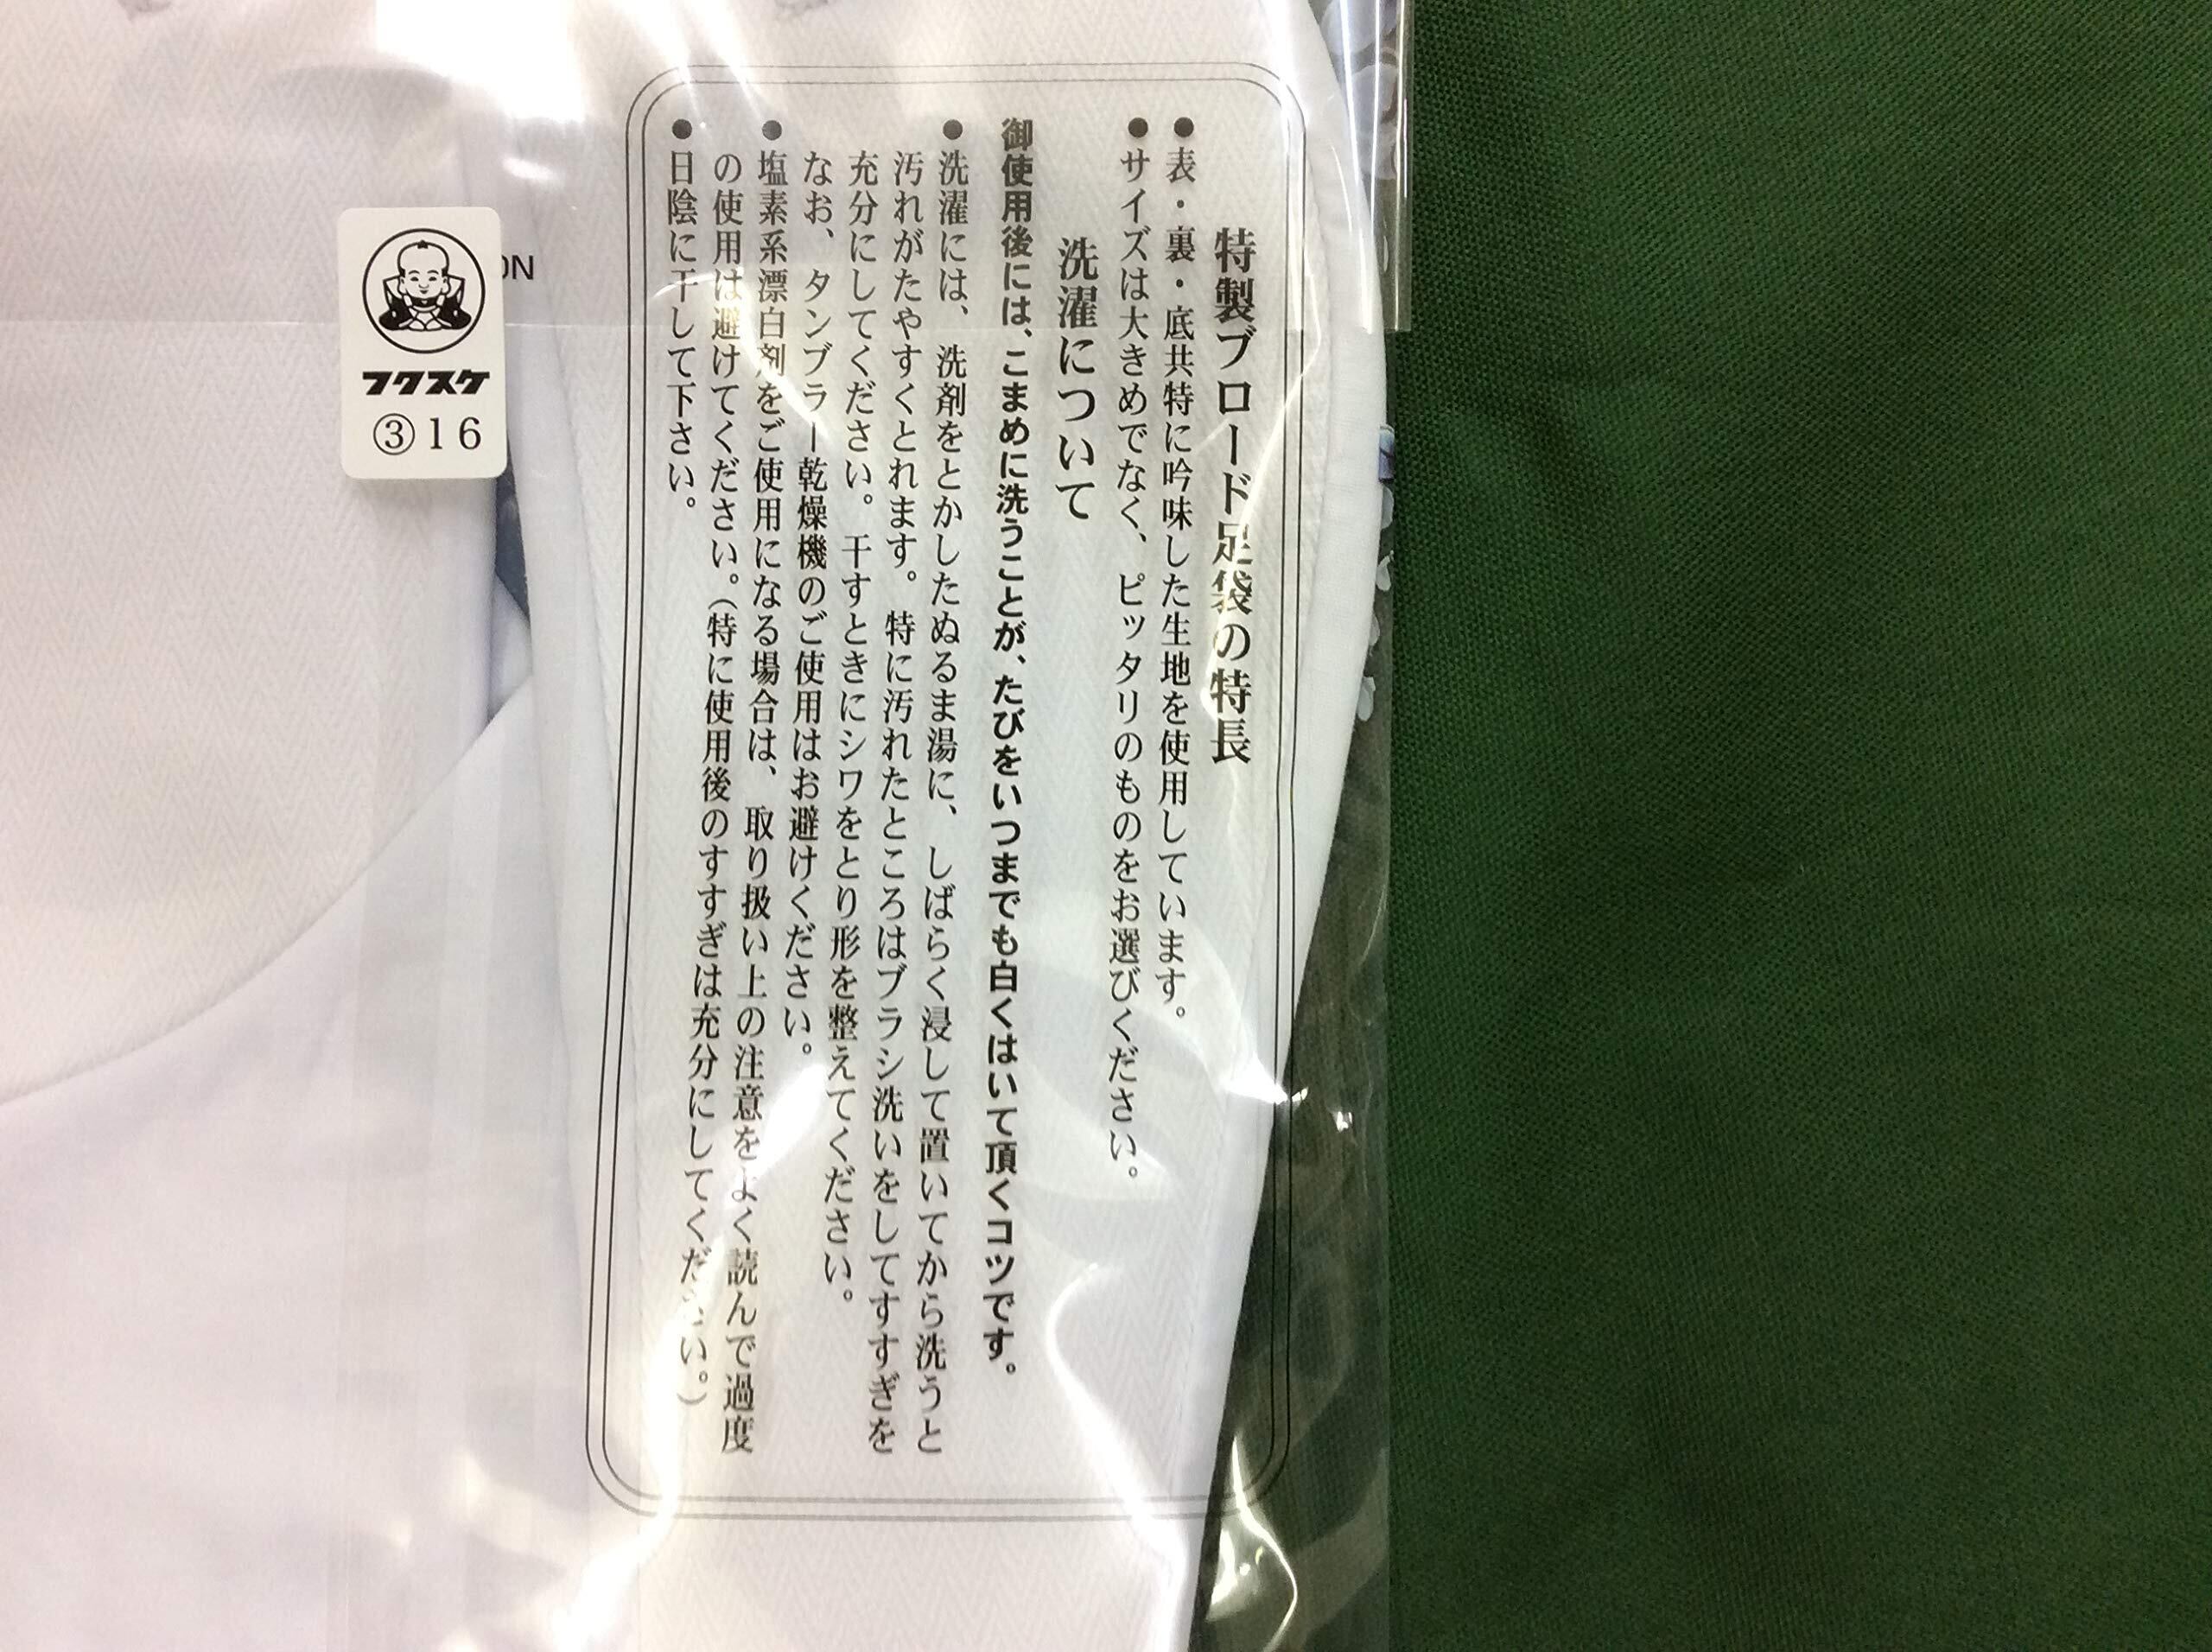 特製ブロード足袋の特長
●表・裏・底共特に吟味した生地を使用しています。
●サイズは大きめでなく、ピッタリのものをお選びください。
洗濯について
御使用後には、こまめに洗うことが、たびをいつまでも白くはいて頂くコツです。
●洗濯には、洗剤をとかしたぬるま湯に、しばらく浸して置いてから洗うと
汚れがたやすくとれます。特に汚れたところはブラシ洗いをしてすすぎを
充分にしてください。干すときにシワをとり形を整えてください。
なお、タンブラー乾燥機のご使用はお避けください。
●塩素系漂白剤をご使用になる場合は、取り扱い上の注意をよく読んで過度
の使用は避けてください。（特に使用後のすすぎは充分にしてください。）
●日陰に干して下さい。
フクスケ
③16
ON